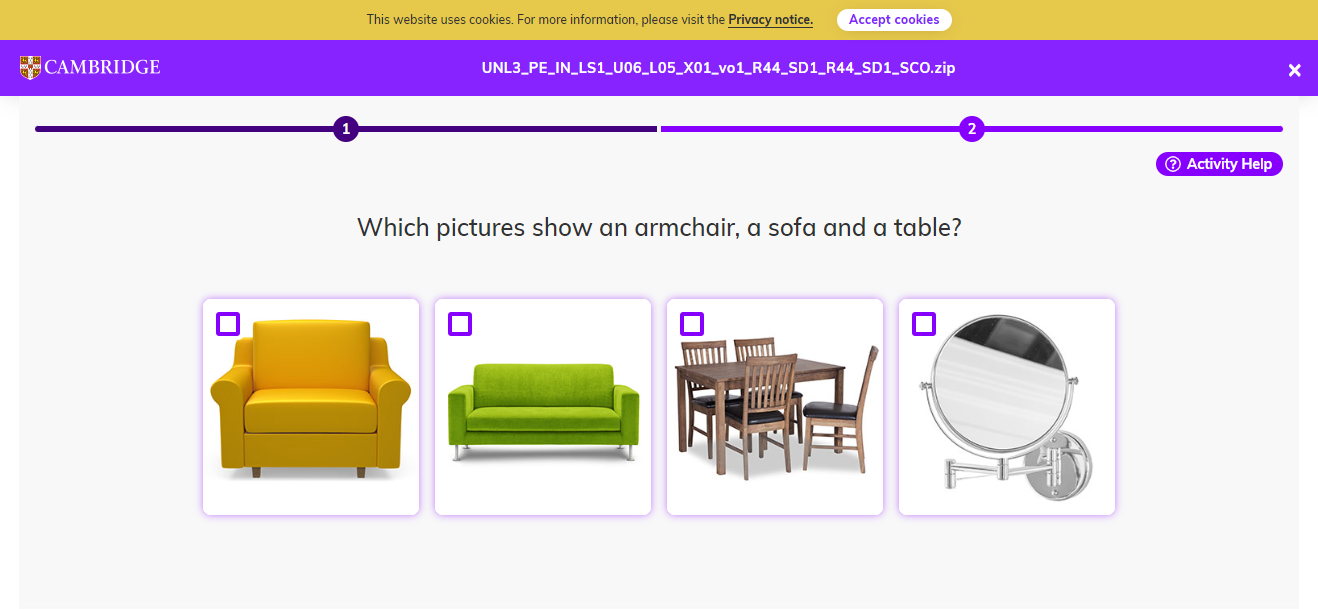 This website uses cookies. For more information, please visit the Privacy notice. Accept cookies
CAMBRIDGE UNL3_PE_IN_LS1_U06_L05_X01_vo1_R44_SD1_R44_SD1_SCO.zip
1 2
Activity Help
Which pictures show an armchair, a sofa and a table?